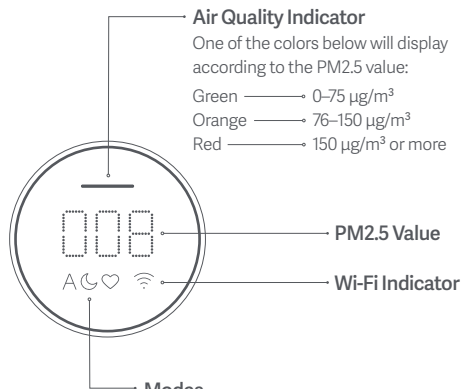 Air Quality Indicator
One of the colors below will display
according to the PM2.5 value:
Green 0–75 μg/m³
Orange 76–150 μg/m³
Red 150 μg/m³ or more
008
PM2.5 Value
A
Wi-Fi Indicator
Modes